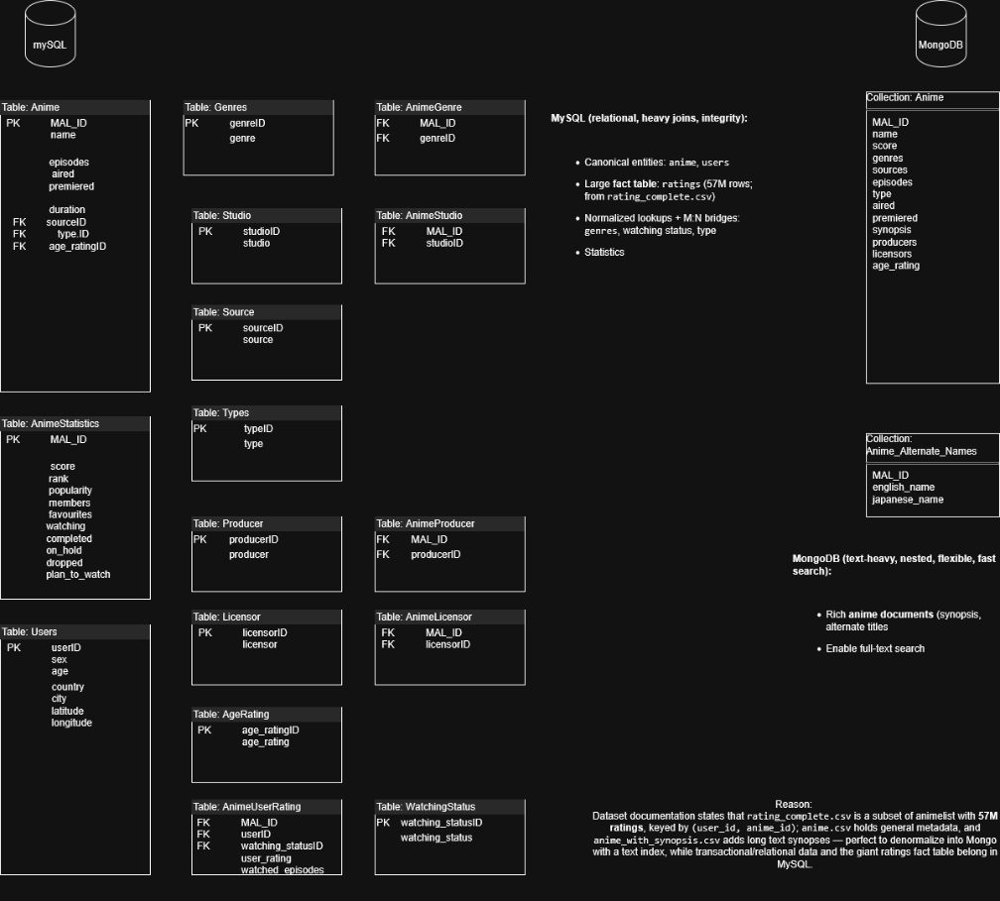 mySQL
MongoDB
Table: Anime
PK MAL_ID
name
episodes
aired
premiered
duration
FK sourceID
FK type.ID
FK age_ratingID
Table: Genres
PK genreID
genre
Table: AnimeGenre
FK MAL_ID
FK genreID
Table: Studio
PK studioID
studio
Table: AnimeStudio
FK MAL_ID
FK studioID
Table: Source
PK sourceID
source
Table: AnimeStatistics
PK MAL_ID
score
rank
popularity
members
favourites
watching
completed
on_hold
dropped
plan_to_watch
Table: Types
PK typeID
type
Table: Producer
PK producerID
producer
Table: AnimeProducer
FK MAL_ID
FK producerID
Table: Users
PK userID
sex
age
country
city
latitude
longitude
Table: Licensor
PK licensorID
licensor
Table: AnimeLicensor
FK MAL_ID
FK licensorID
Table: AgeRating
PK age_ratingID
age_rating
Table: AnimeUserRating
FK MAL_ID
FK userID
FK watching_statusID
user_rating
watched_episodes
Table: WatchingStatus
PK watching_statusID
watching_status
MySQL (relational, heavy joins, integrity):
• Canonical entities: anime, users
• Large fact table: ratings (57M rows;
from rating_complete.csv)
• Normalized lookups + M:N bridges:
genres, watching status, type
• Statistics
Collection: Anime
MAL_ID
name
score
genres
sources
episodes
type
aired
premiered
synopsis
producers
licensors
age_rating
Collection:
Anime_Alternate_Names
MAL_ID
english_name
japanese_name
MongoDB (text-heavy, nested, flexible, fast
search):
• Rich anime documents (synopsis,
alternate titles
• Enable full-text search
Reason:
Dataset documentation states that rating_complete.csv is a subset of animelist with 57M
ratings, keyed by (user_id, anime_id); anime.csv holds general metadata, and
anime_with_synopsis.csv adds long text synopses — perfect to denormalize into Mongo
with a text index, while transactional/relational data and the giant ratings fact table belong in
MySQL.